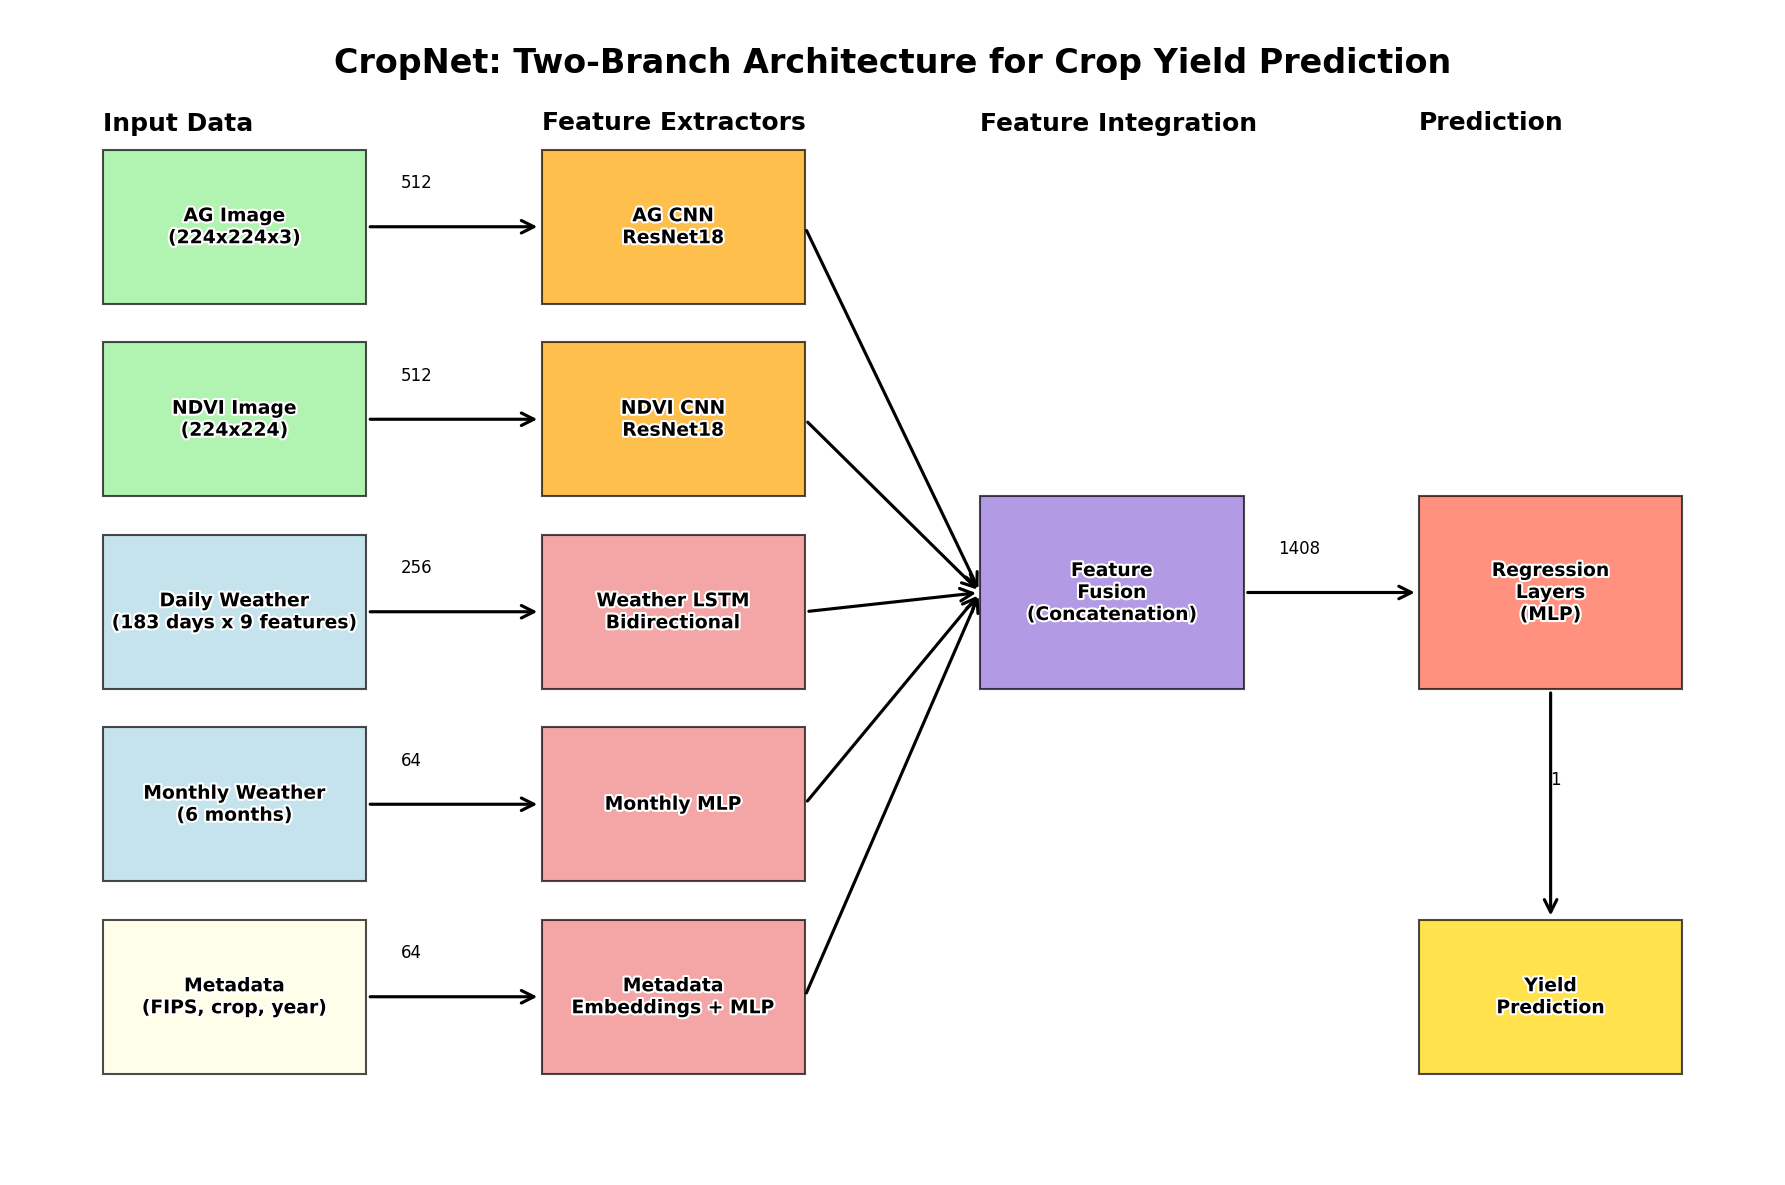 CropNet: Two-Branch Architecture for Crop Yield Prediction
Input Data
Feature Extractors
Feature Integration
Prediction
AG Image
(224x224x3)
512
AG CNN
ResNet18
NDVI Image
(224x224)
512
NDVI CNN
ResNet18
Daily Weather
(183 days x 9 features)
256
Weather LSTM
Bidirectional
Feature
Fusion
(Concatenation)
1408
Regression
Layers
(MLP)
Monthly Weather
(6 months)
64
Monthly MLP
1
Metadata
(FIPS, crop, year)
64
Metadata
Embeddings + MLP
Yield
Prediction